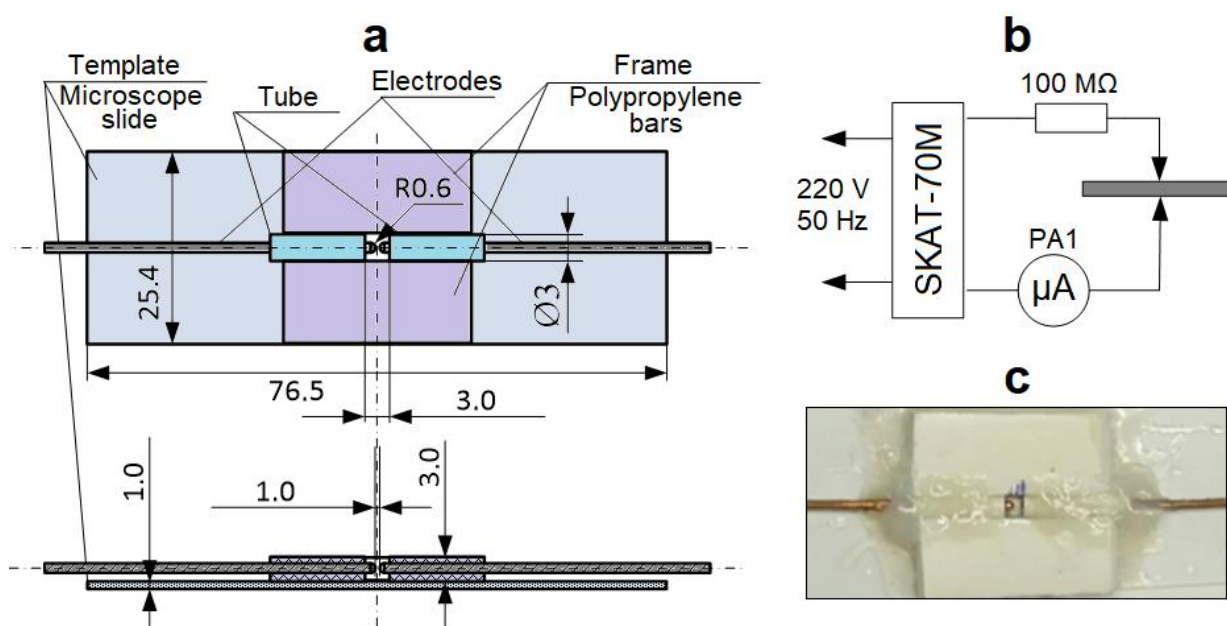 a
Template
Microscope
slide
Tube
Electrodes
Frame
Polypropylene
bars
R0.6
25.4
Ø3
76.5
3.0
1.0
1.0
3.0
b
100 MΩ
220 V
50 Hz
SKAT-70M
PA1
µA
c